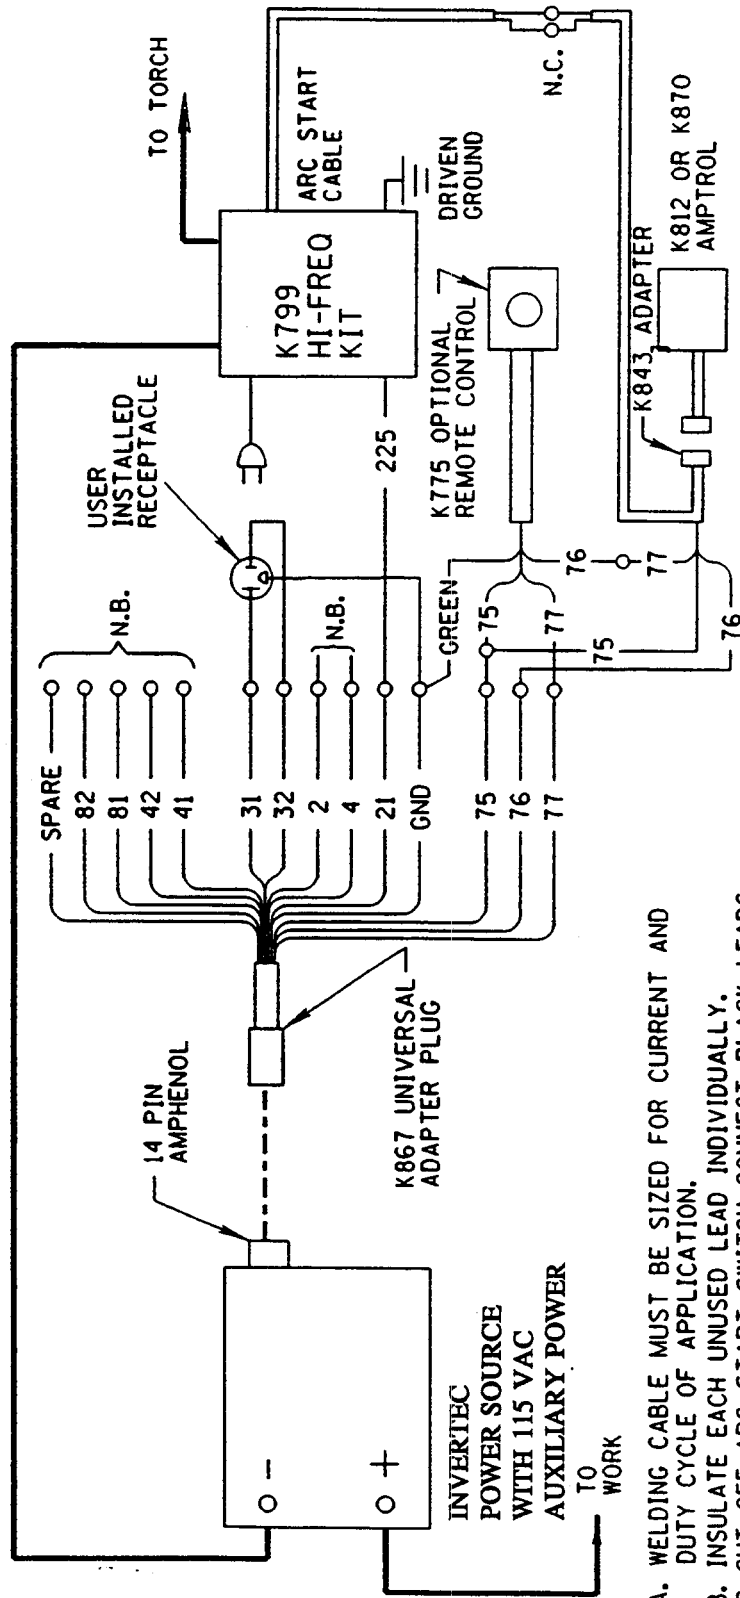 TO TORCH
ARC START
CABLE
N.C.
K799
HI-FREQ
KIT
DRIVEN
GROUND
K812 OR K870
AMPTROL
K843 ADAPTER
USER
INSTALLED
RECEPTACLE
225
K775 OPTIONAL
REMOTE CONTROL
N.B.
N.B.
GREEN
75
77
76
77
75
76
SPARE
82
81
42
41
31
32
2
4
21
GND
75
76
77
14 PIN
AMPHENOL
K867 UNIVERSAL
ADAPTER PLUG
−
+
INVERTEC
POWER SOURCE
WITH 115 VAC
AUXILIARY POWER
TO
WORK
A. WELDING CABLE MUST BE SIZED FOR CURRENT AND
DUTY CYCLE OF APPLICATION.
B. INSULATE EACH UNUSED LEAD INDIVIDUALLY.